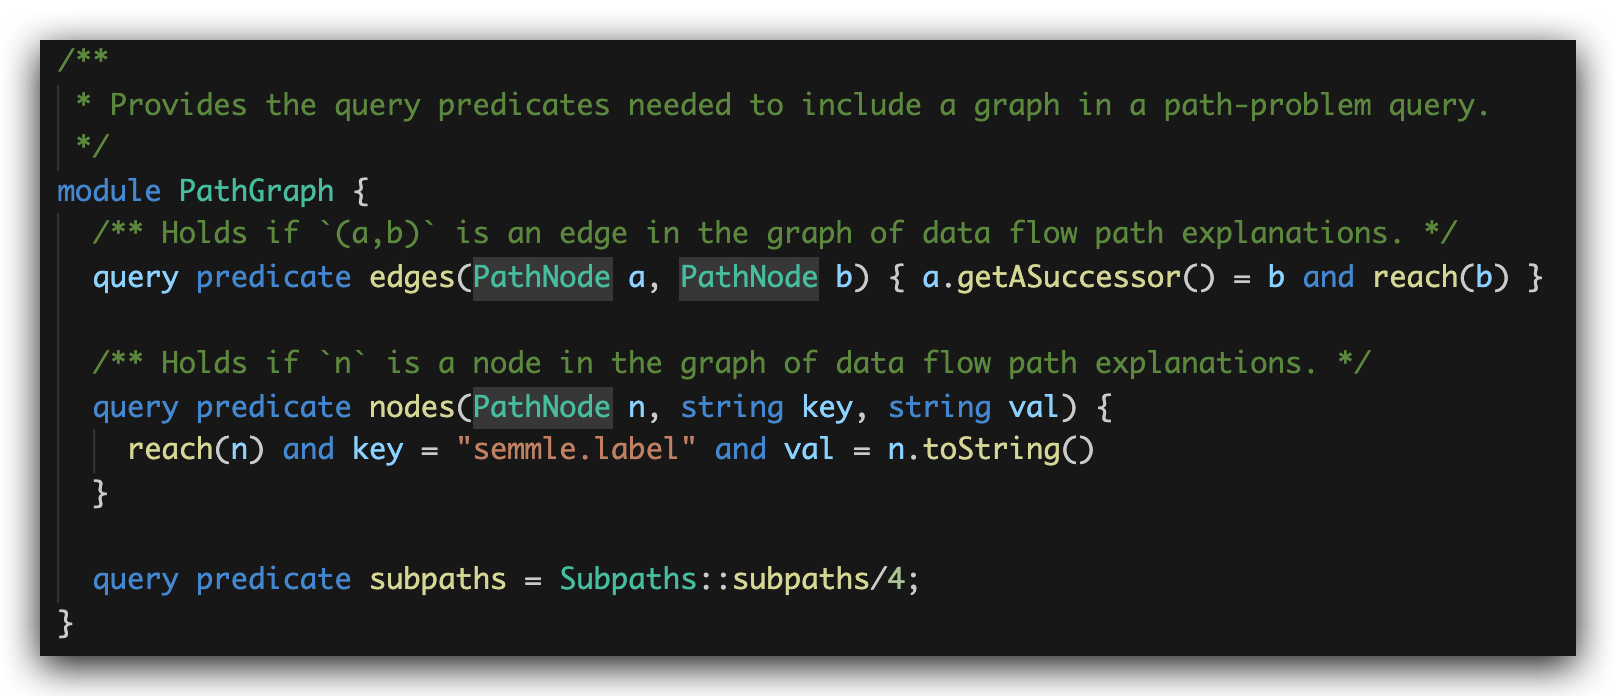 /**
 * Provides the query predicates needed to include a graph in a path-problem query.
 */
module PathGraph {
  /** Holds if `(a,b)` is an edge in the graph of data flow path explanations. */
  query predicate edges(PathNode a, PathNode b) { a.getASuccessor() = b and reach(b) }
  /** Holds if `n` is a node in the graph of data flow path explanations. */
  query predicate nodes(PathNode n, string key, string val) {
    reach(n) and key = "semmle.label" and val = n.toString()
  }
  query predicate subpaths = Subpaths::subpaths/4;
}